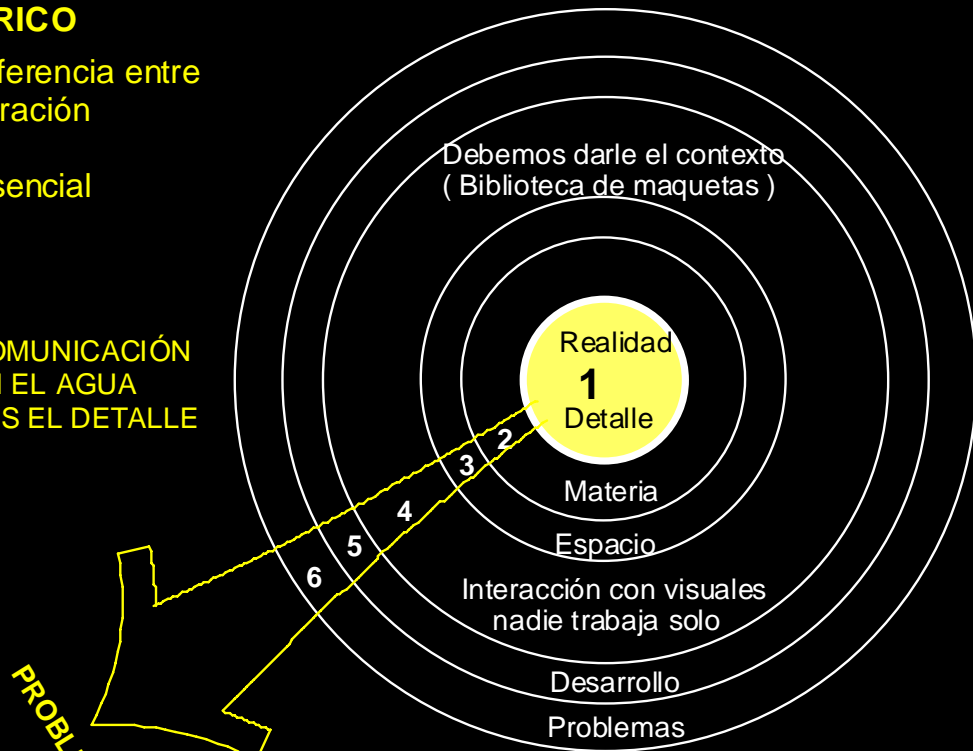 RICO
ferencia entre
ración
sencial
OMUNICACIÓN
EL AGUA
S EL DETALLE
Debemos darle el contexto
( Biblioteca de maquetas )
Realidad
1
Detalle
2
3
4
5
6
Materia
Espacio
Interacción con visuales
nadie trabaja solo
Desarrollo
Problemas
PROBL